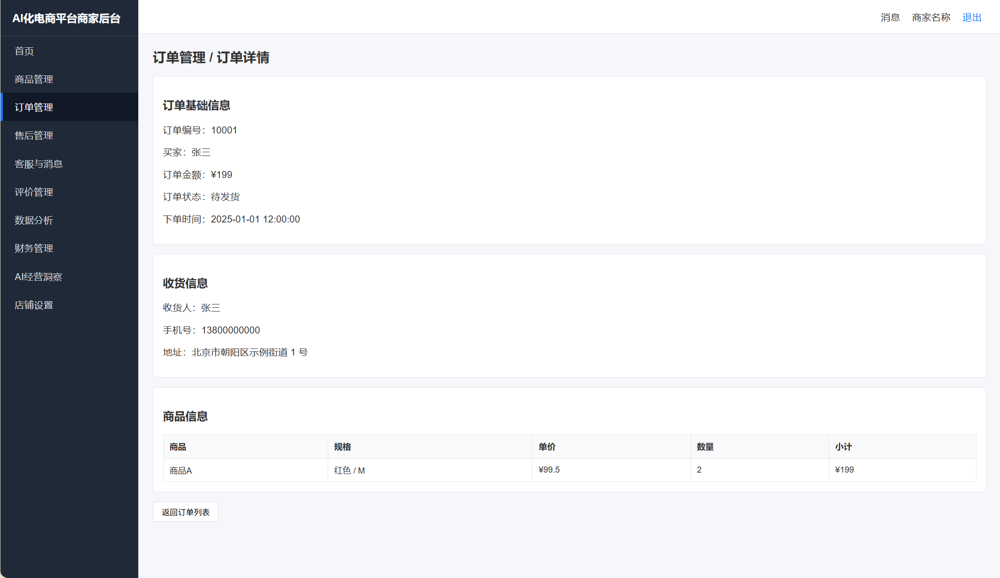 AI化电商平台商家后台
消息 商家名称 退出
首页
商品管理
订单管理
售后管理
客服与消息
评价管理
数据分析
财务管理
AI经营洞察
店铺设置
订单管理 / 订单详情
订单基础信息
订单编号：10001
买家：张三
订单金额：¥199
订单状态：待发货
下单时间：2025-01-01 12:00:00
收货信息
收货人：张三
手机号：13800000000
地址：北京市朝阳区示例街道 1 号
商品信息
商品 规格 单价 数量 小计
商品A 红色 / M ¥99.5 2 ¥199
返回订单列表